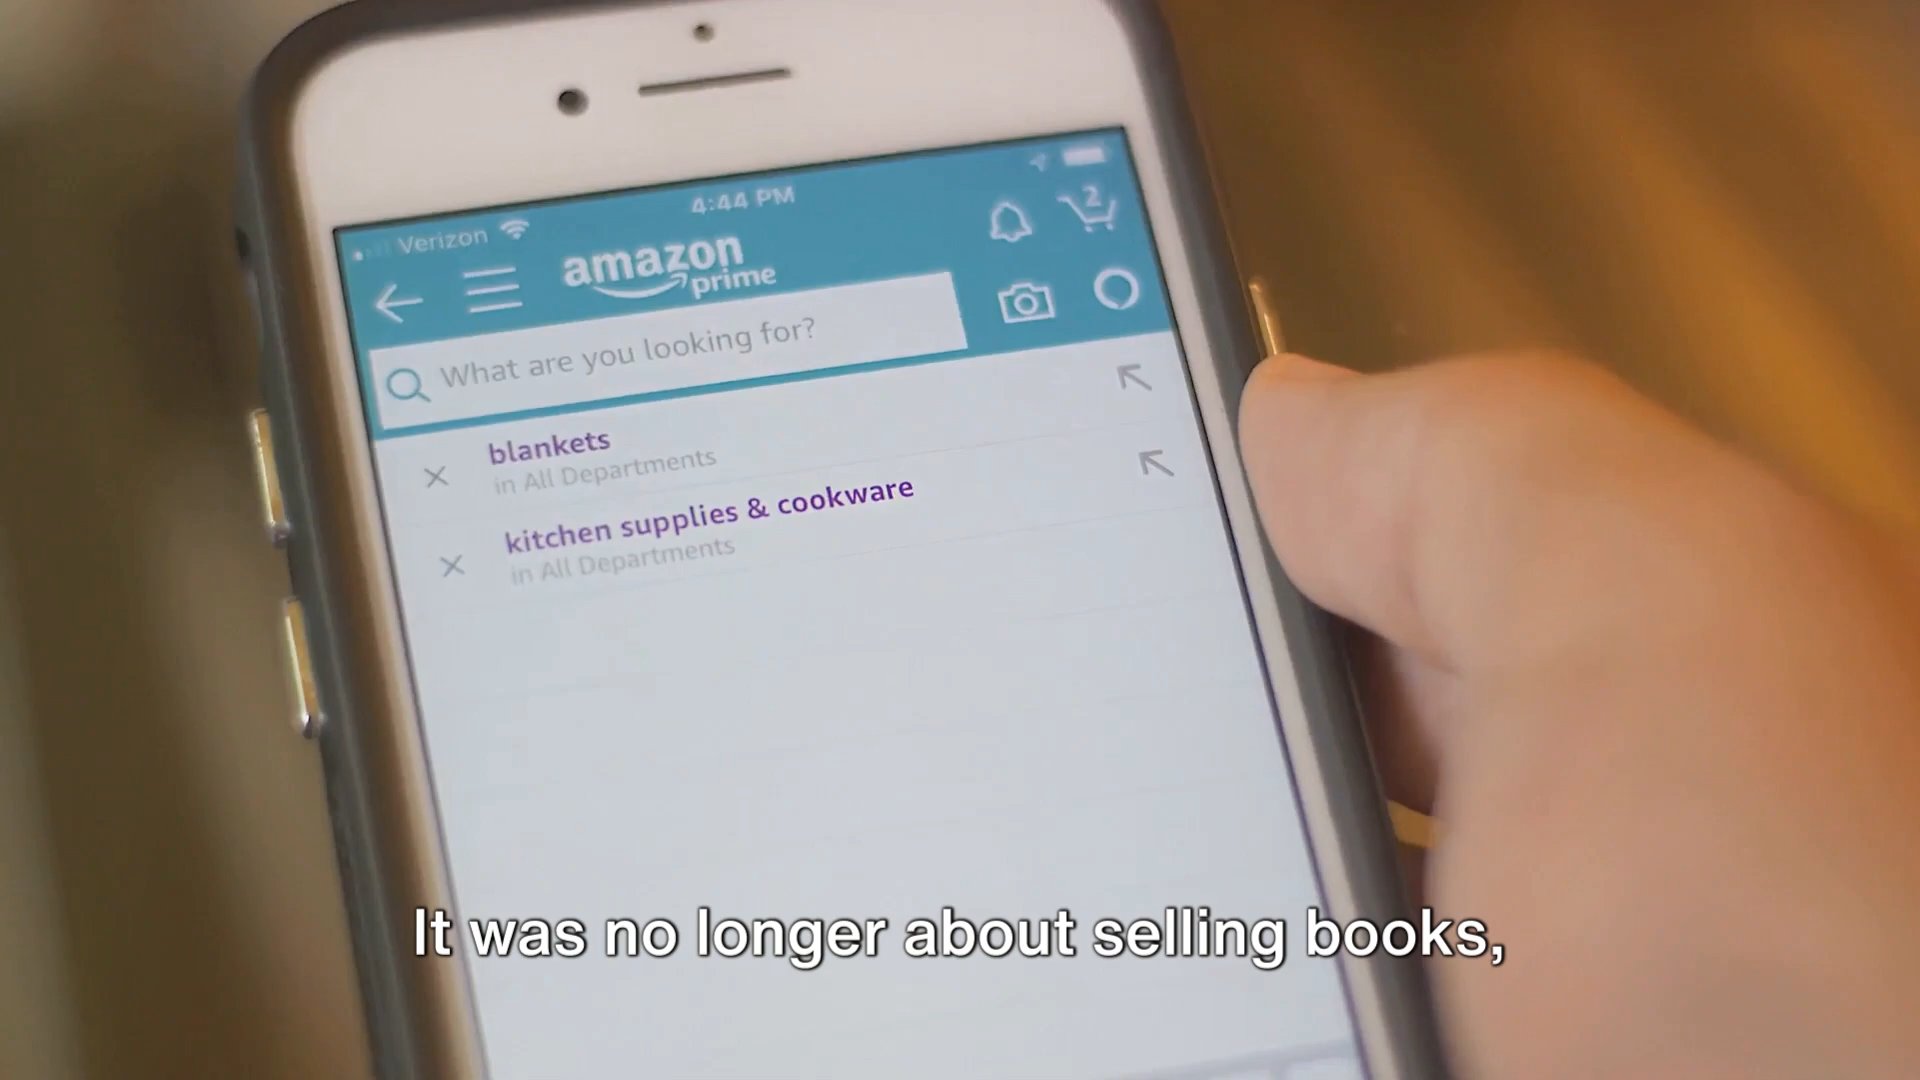 4:44 PM
Verizon
amazon
prime
2
What are you looking for?
blankets
in All Departments
kitchen supplies & cookware
in All Departments
It was no longer about selling books,